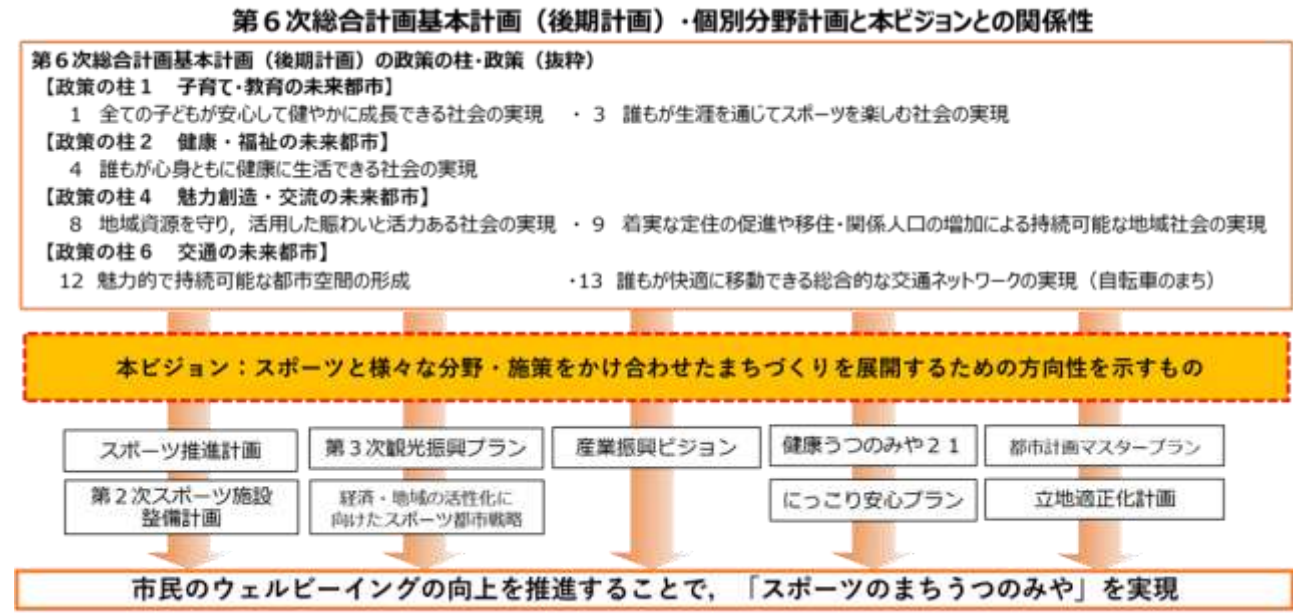 第６次総合計画基本計画（後期計画）・個別分野計画と本ビジョンとの関係性
第６次総合計画基本計画（後期計画）の政策の柱・政策（抜粋）
【政策の柱１　子育て・教育の未来都市】
１　全ての子どもが安心して健やかに成長できる社会の実現　・３　誰もが生涯を通じてスポーツを楽しむ社会の実現
【政策の柱２　健康・福祉の未来都市】
４　誰もが心身ともに健康に生活できる社会の実現
【政策の柱４　魅力創造・交流の未来都市】
８　地域資源を守り，活用した賑わいと活力ある社会の実現　・９　着実な定住の促進や移住・関係人口の増加による持続可能な地域社会の実現
【政策の柱６　交通の未来都市】
12　魅力的で持続可能な都市空間の形成　・13　誰もが快適に移動できる総合的な交通ネットワークの実現（自転車のまち）
本ビジョン：スポーツと様々な分野・施策をかけ合わせたまちづくりを展開するための方向性を示すもの
スポーツ推進計画　第３次観光振興プラン　産業振興ビジョン　健康うつのみや２１　都市計画マスタープラン
第２次スポーツ施設
整備計画
経済・地域の活性化に
向けたスポーツ都市戦略
にっこり安心プラン
立地適正化計画
市民のウェルビーイングの向上を推進することで，「スポーツのまちうつのみや」を実現